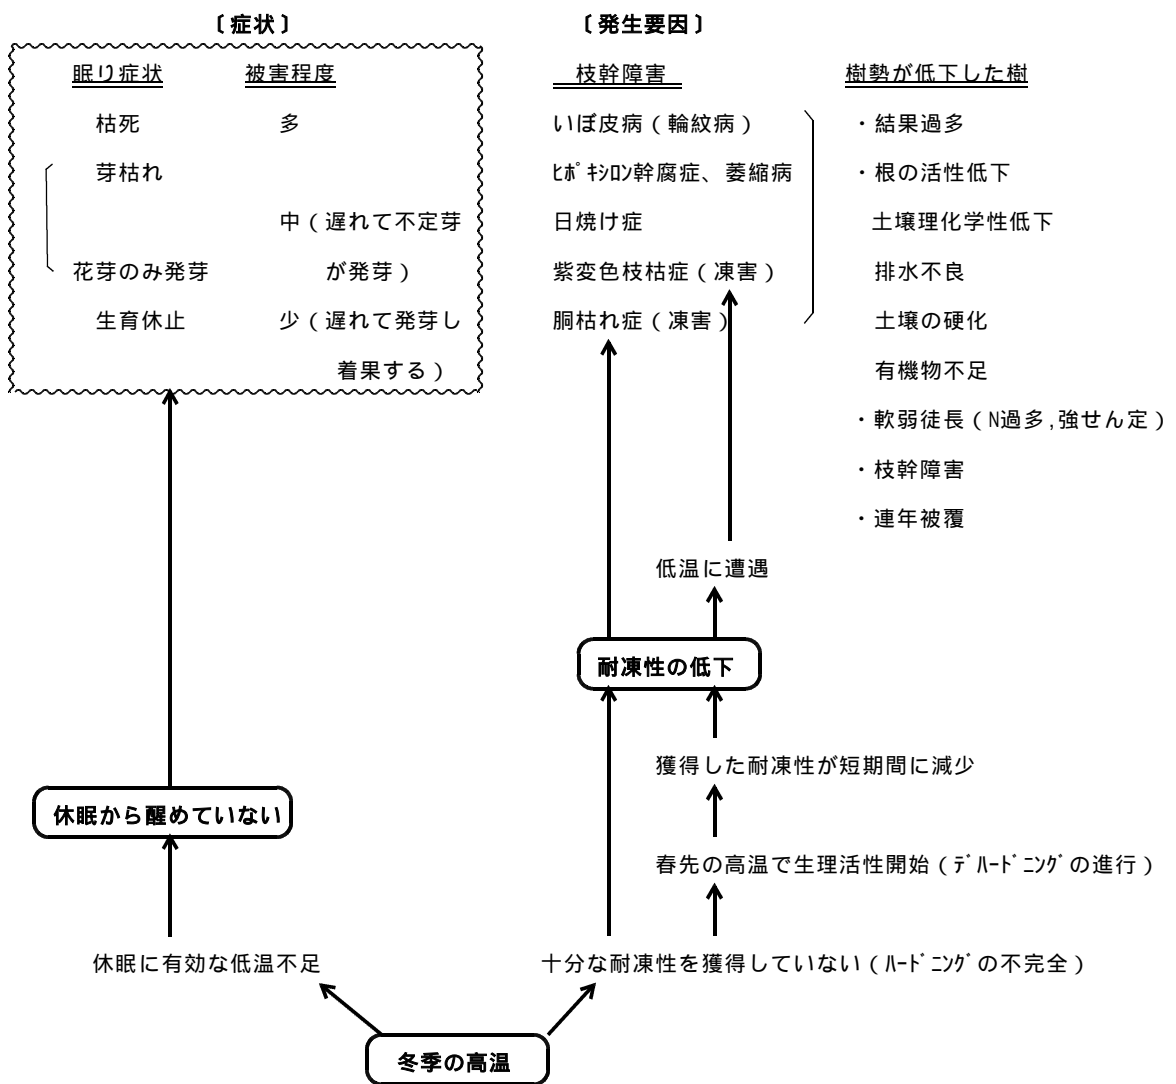 〔症状〕 〔発生要因〕
眠り症状 被害程度 枝幹障害 樹勢が低下した樹
枯死 多 いぼ皮病（輪紋病） ・結果過多
芽枯れ ﾋﾎﾟｷｼﾛﾝ幹腐症、萎縮病 ・根の活性低下
中（遅れて不定芽 日焼け症 土壌理化学性低下
花芽のみ発芽 が発芽） 紫変色枝枯症（凍害） 排水不良
生育休止 少（遅れて発芽し 胴枯れ症（凍害） 土壌の硬化
着果する） 有機物不足
・軟弱徒長（N過多,強せん定）
・枝幹障害
・連年被覆
低温に遭遇
耐凍性の低下
獲得した耐凍性が短期間に減少
休眠から醒めていない
春先の高温で生理活性開始（ﾃﾞﾊｰﾄﾞﾆﾝｸﾞの進行）
休眠に有効な低温不足 十分な耐凍性を獲得していない（ﾊｰﾄﾞﾆﾝｸﾞの不完全）
冬季の高温